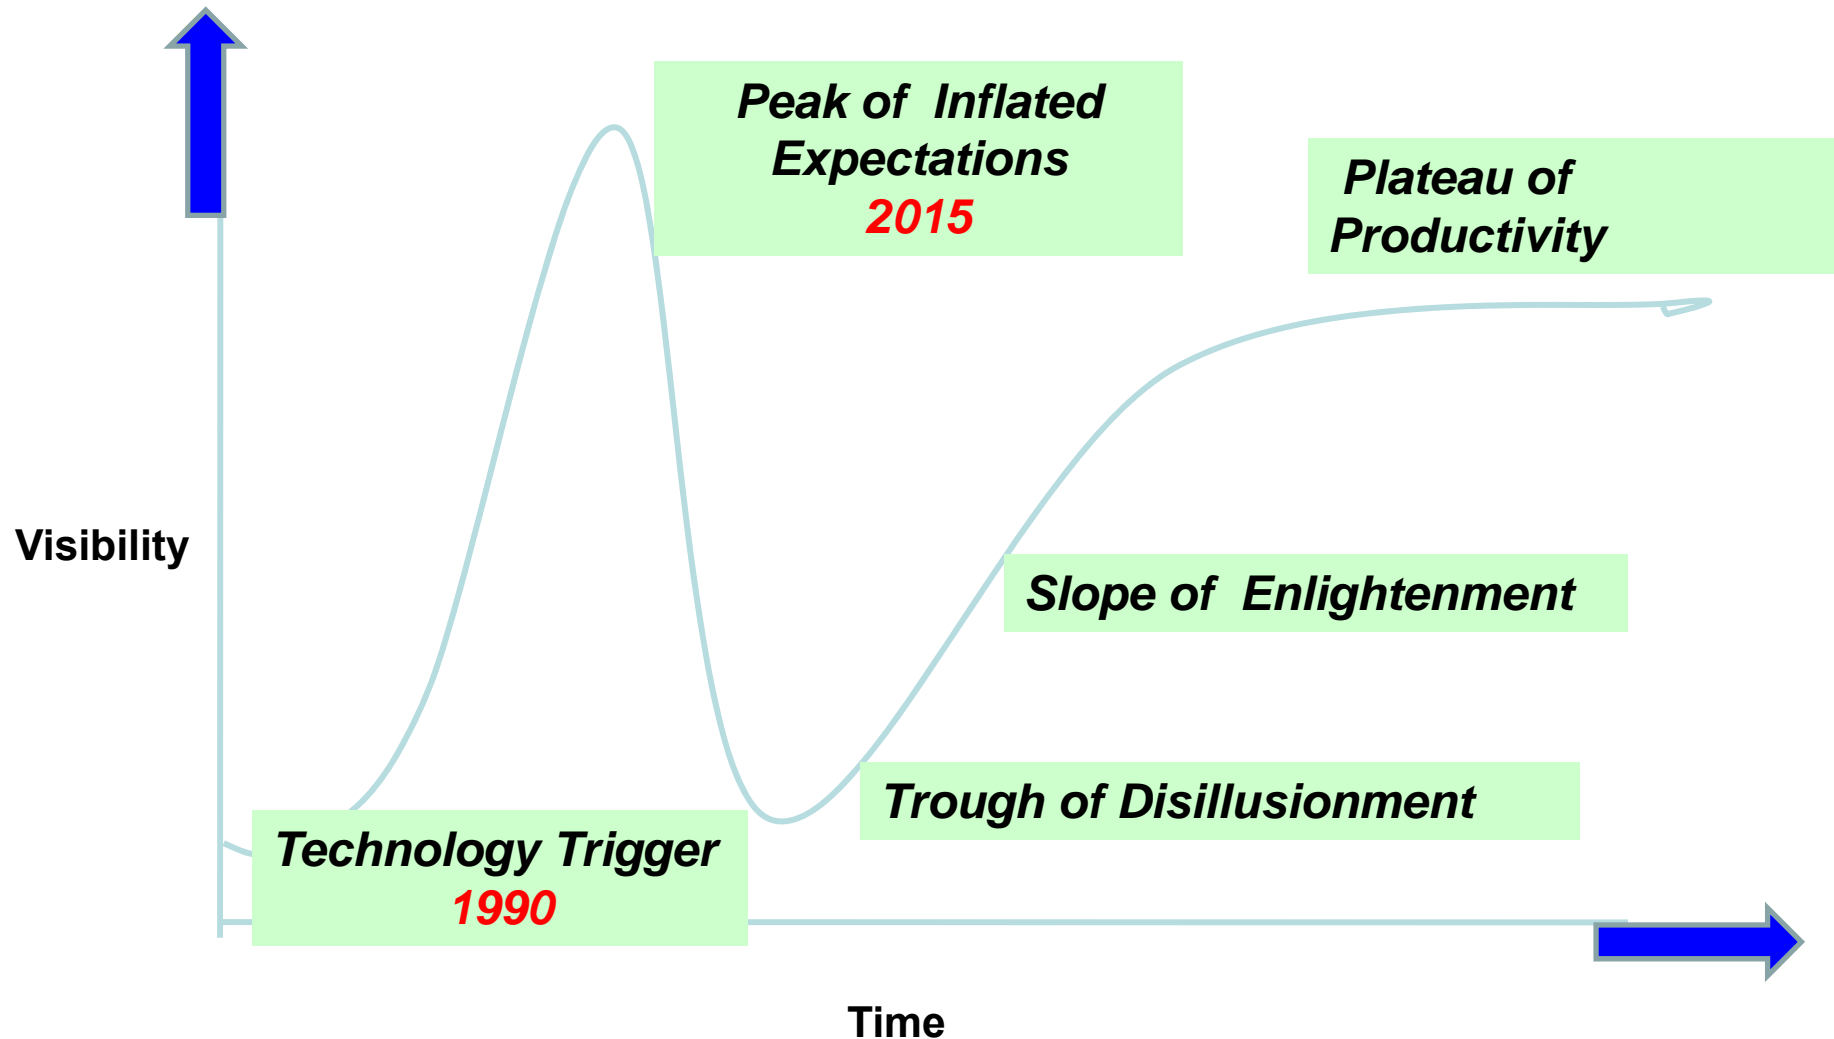 Peak of Inflated
Expectations
2015
Plateau of
Productivity
Visibility
Slope of Enlightenment
Trough of Disillusionment
Technology Trigger
1990
Time